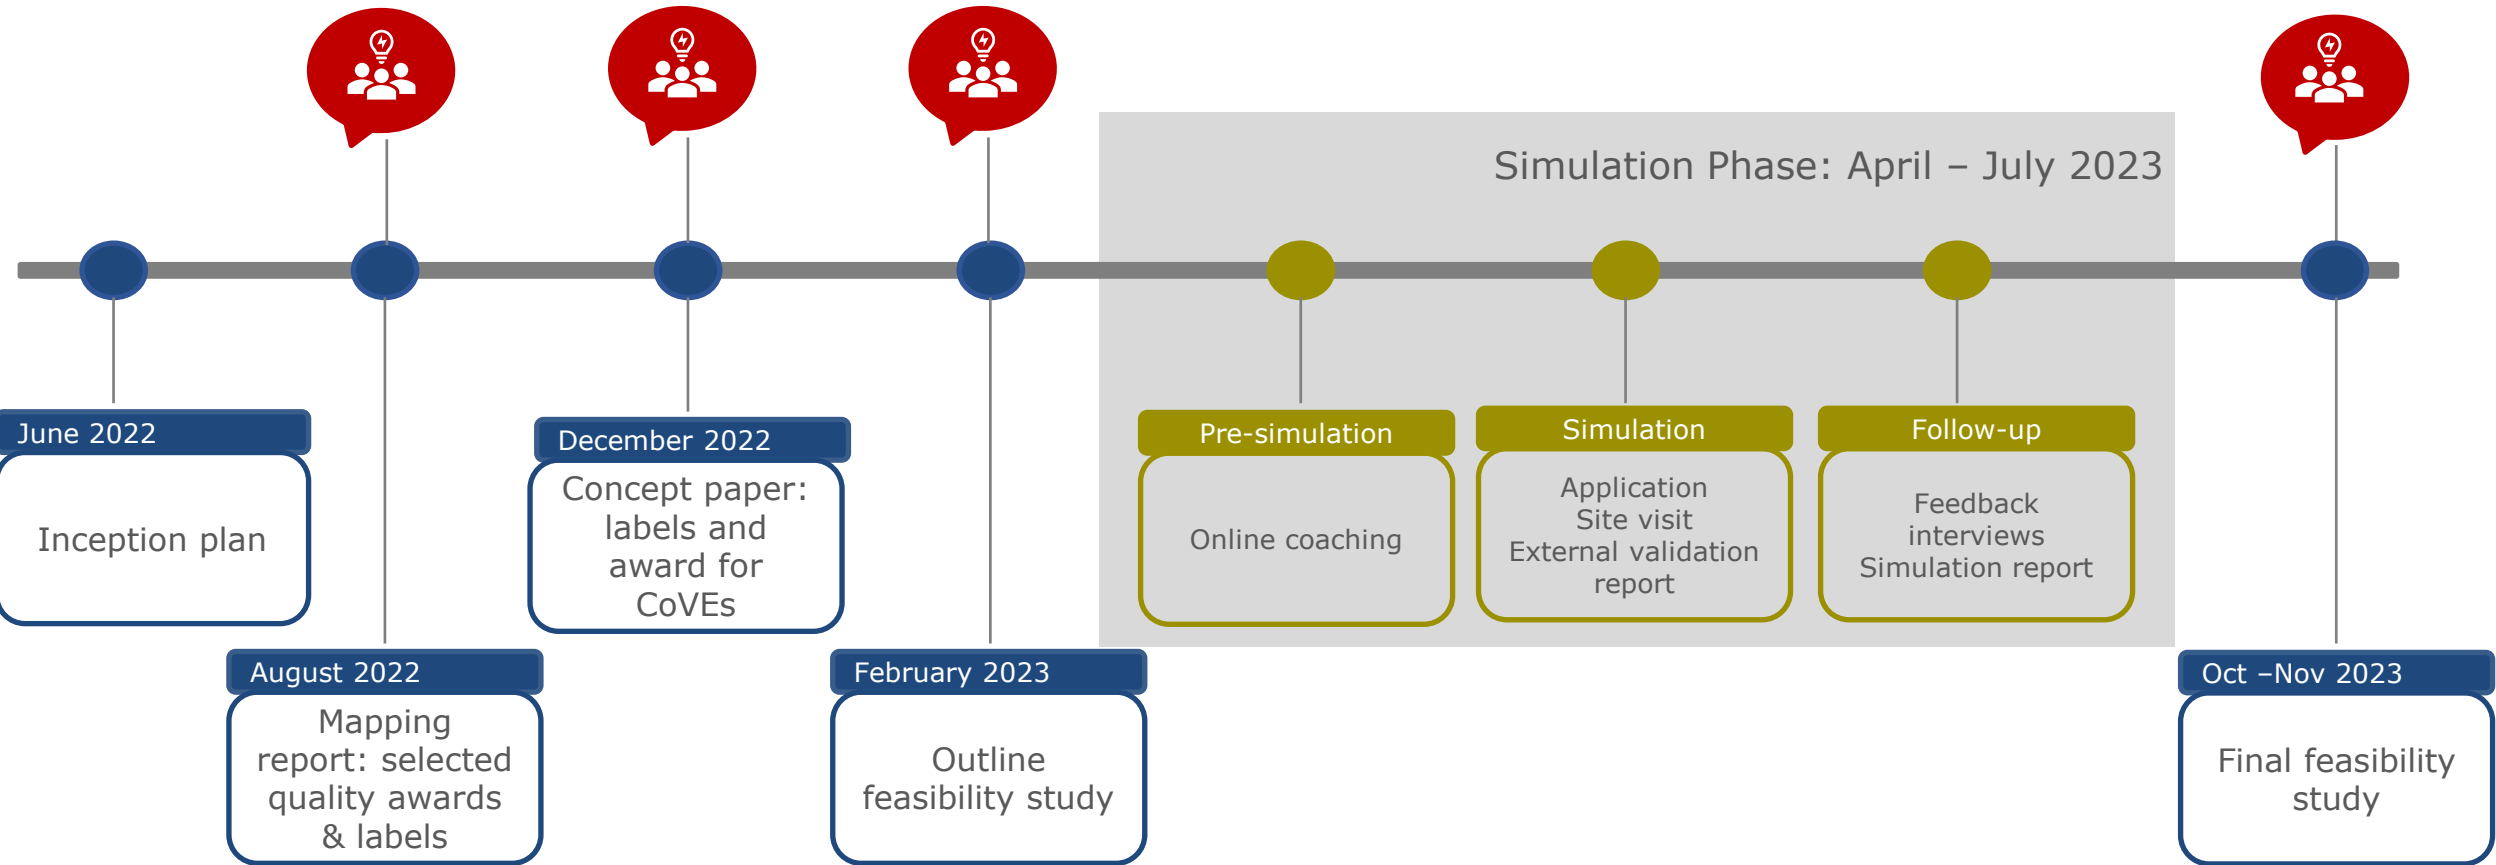 Simulation Phase: April – July 2023
June 2022
Inception plan
August 2022
Mapping
report: selected
quality awards
& labels
December 2022
Concept paper:
labels and
award for
CoVEs
February 2023
Outline
feasibility study
Pre-simulation
Online coaching
Simulation
Application
Site visit
External validation
report
Follow-up
Feedback
interviews
Simulation report
Oct –Nov 2023
Final feasibility
study